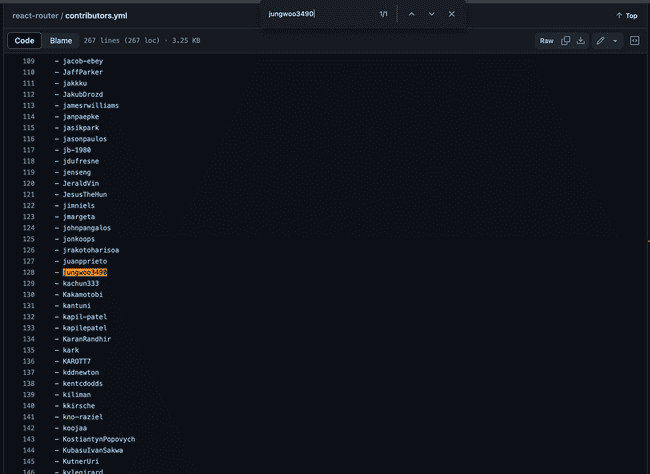 react-router / contributors.yml
jungwoo3490
1/1
Top
Code Blame 267 lines (267 loc) · 3.25 KB Raw
109 - jacob-ebey
110 - JaffParker
111 - jakkku
112 - JakubDrozd
113 - jamesrwilliams
114 - janpaepke
115 - jasikpark
116 - jasonpaulos
117 - jb-1980
118 - jdufresne
119 - jenseng
120 - JeraldVin
121 - JesusTheHun
122 - jimniels
123 - jmargeta
124 - johnpangalos
125 - jonkoops
126 - jrakotoharisoa
127 - juanpprieto
128 - jungwoo3490
129 - kachun333
130 - Kakamotobi
131 - kantuni
132 - kapil-patel
133 - kapilepatel
134 - KaranRandhir
135 - kark
136 - KAROTT7
137 - kddnewton
138 - kentcdodds
139 - kiliman
140 - kkirsche
141 - kno-raziel
142 - koojaa
143 - KostiantynPopovych
144 - KubasuIvanSakwa
145 - KutnerUri
146 - kylegirard